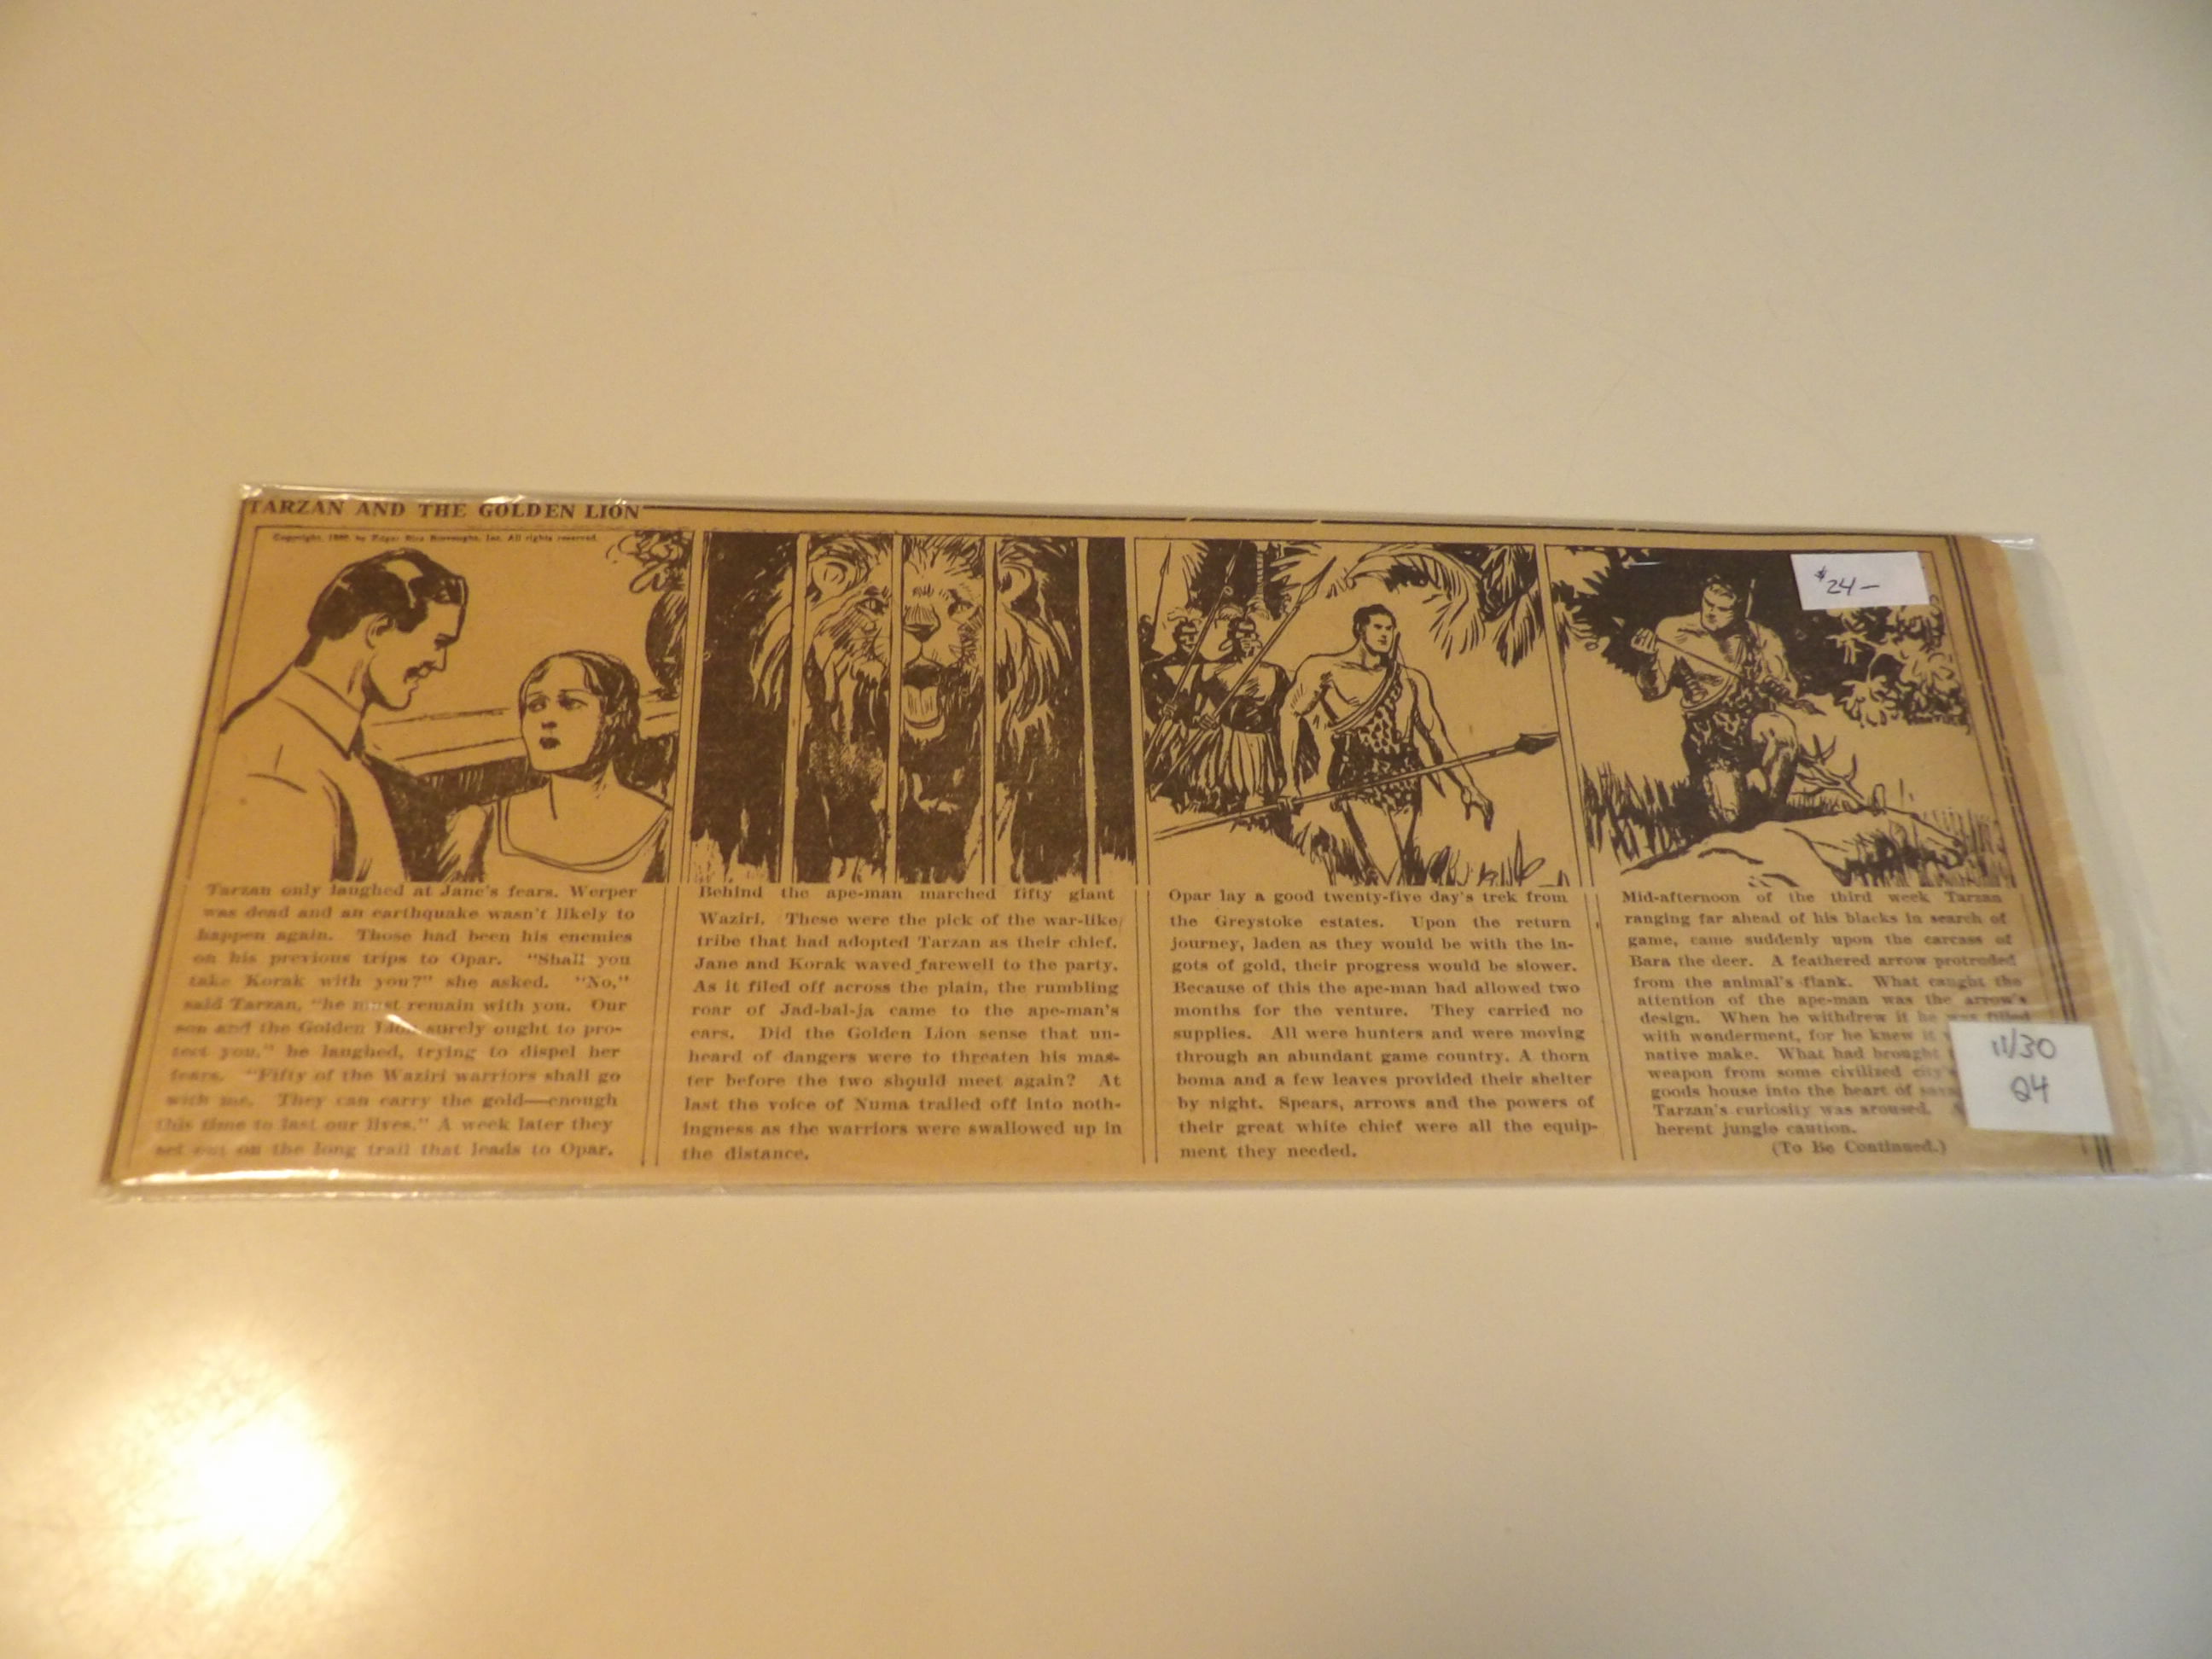 TARZAN AND THE GOLDEN LION
by Edgar Rice Burroughs, Inc. All rights reserved.
$24—
Tarzan only laughed at Jane's fears. Werper
was dead and an earthquake wasn't likely to
happen again. Those had been his enemies
on his previous trips to Opar. "Shall you
take Korak with you?" she asked. "No,"
said Tarzan, "he must remain with you. Our
son and the Golden Lion surely ought to pro-
tect you," he laughed, trying to dispel her
fears. "Fifty of the Waziri warriors shall go
with me. They can carry the gold—enough
this time to last our lives." A week later they
set out on the long trail that leads to Opar.
Behind the ape-man marched fifty giant
Waziri. These were the pick of the war-like
tribe that had adopted Tarzan as their chief.
Jane and Korak waved farewell to the party.
As it filed off across the plain, the rumbling
roar of Jad-bal-ja came to the ape-man's
ears. Did the Golden Lion sense that un-
heard of dangers were to threaten his mas-
ter before the two should meet again? At
last the voice of Numa trailed off into noth-
ingness as the warriors were swallowed up in
the distance.
Opar lay a good twenty-five day's trek from
the Greystoke estates. Upon the return
journey, laden as they would be with the in-
gots of gold, their progress would be slower.
Because of this the ape-man had allowed two
months for the venture. They carried no
supplies. All were hunters and were moving
through an abundant game country. A thorn
boma and a few leaves provided their shelter
by night. Spears, arrows and the powers of
their great white chief were all the equip-
ment they needed.
Mid-afternoon of the third week Tarzan
ranging far ahead of his blacks in search of
game, came suddenly upon the carcass of
Bara the deer. A feathered arrow protruded
from the animal's flank. What caught the
attention of the ape-man was the arrow's
design. When he withdrew it he was filled
with wonderment, for he knew it
native make. What had brought
weapon from some civilized city's
goods house into the heart of
Tarzan's curiosity was aroused.
herent jungle caution.
(To Be Continued.)
11/30
Q4